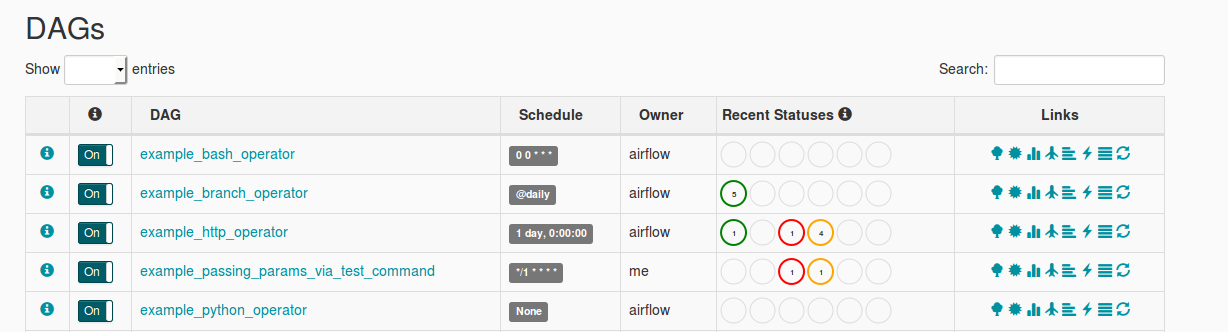 DAGs
Show entries Search:
DAG Schedule Owner Recent Statuses Links
On example_bash_operator 0 0 * * * airflow
On example_branch_operator @daily airflow 5
On example_http_operator 1 day, 0:00:00 airflow 1 1 4
On example_passing_params_via_test_command */1 * * * * me 1 1
On example_python_operator None airflow